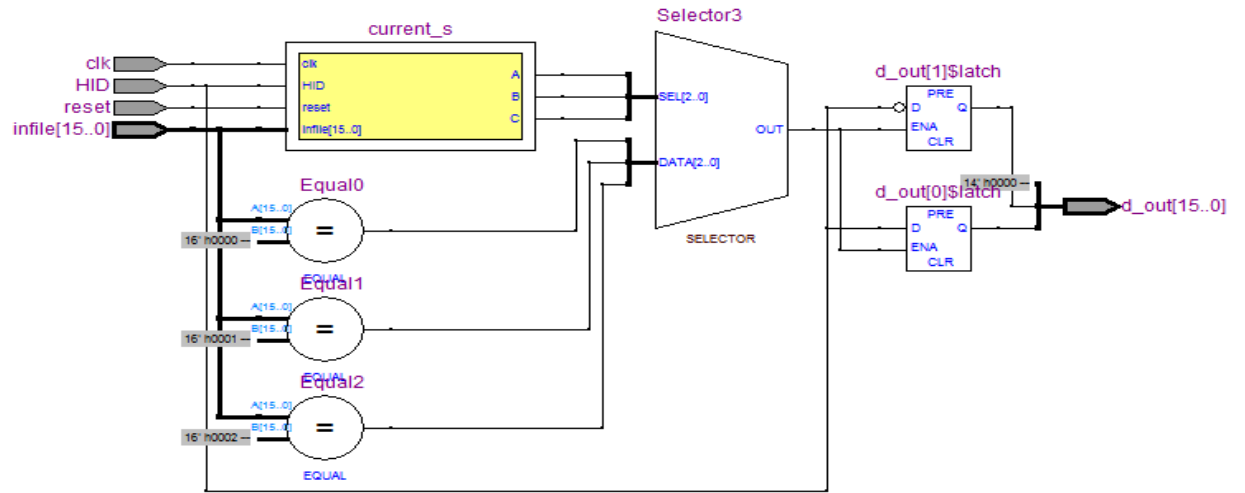 Selector3
current_s
clk
HID
reset
infile[15..0]
clk
HID
reset
infile[15..0]
A
B
C
SEL[2..0]
DATA[2..0]
OUT
SELECTOR
d_out[1]$latch
PRE
D
Q
ENA
CLR
14' h0000 --
d_out[0]$latch
PRE
D
Q
ENA
CLR
d_out[15..0]
Equal0
A[15..0]
B[15..0]
16' h0000 --
=
EQUAL
Equal1
A[15..0]
B[15..0]
16' h0001 --
=
EQUAL
Equal2
A[15..0]
B[15..0]
16' h0002 --
=
EQUAL